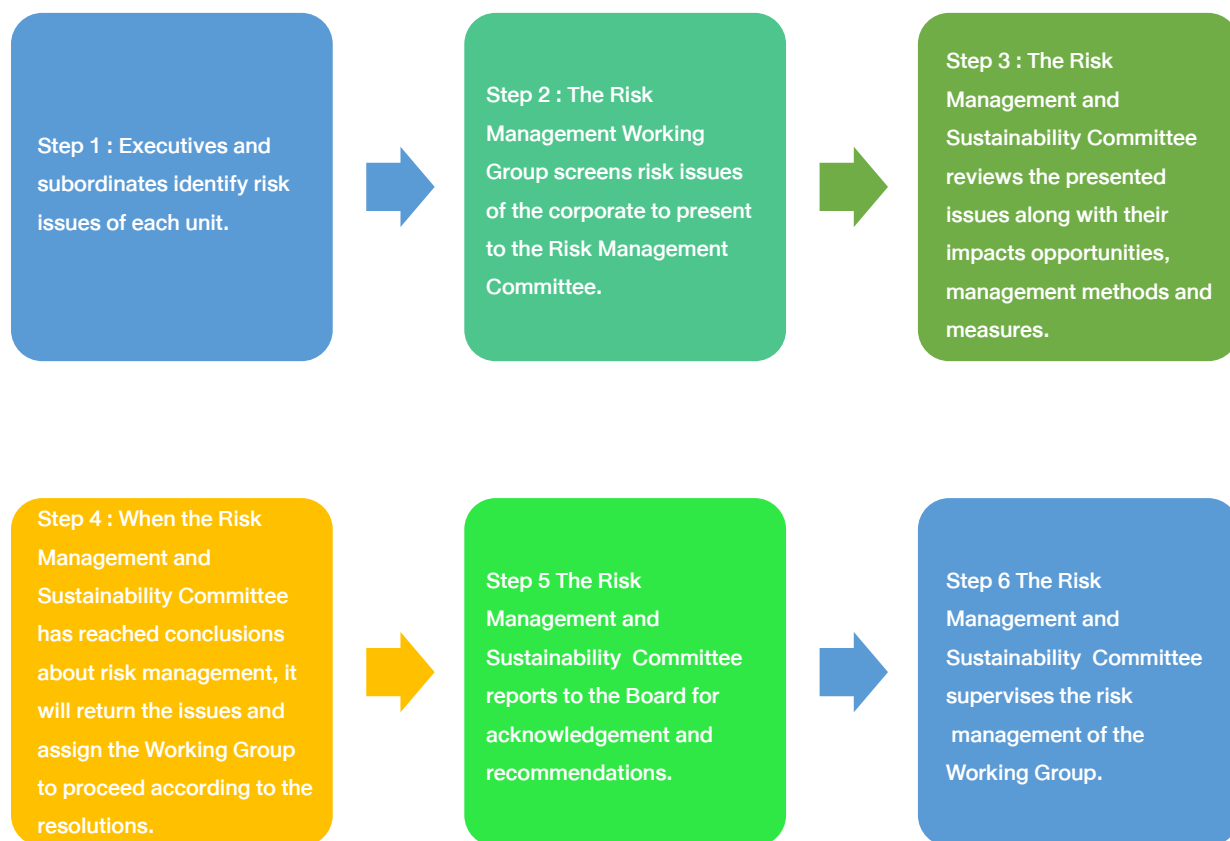 Step 1 : Executives and
subordinates identify risk
issues of each unit.
Step 2 : The Risk
Management Working
Group screens risk issues
of the corporate to present
to the Risk Management
Committee.
Step 3 : The Risk
Management and
Sustainability Committee
reviews the presented
issues along with their
impacts opportunities,
management methods and
measures.
Step 4 : When the Risk
Management and
Sustainability Committee
has reached conclusions
about risk management, it
will return the issues and
assign the Working Group
to proceed according to the
resolutions.
Step 5 The Risk
Management and
Sustainability  Committee
reports to the Board for
acknowledgement and
recommendations.
Step 6 The Risk
Management and
Sustainability  Committee
supervises the risk
management of the
Working Group.